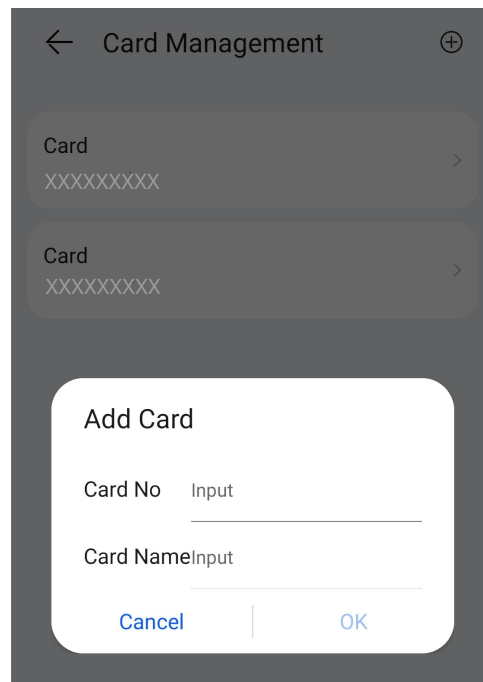 Card Management
Card
XXXXXXXXX
Card
XXXXXXXXX
Add Card
Card No Input
Card Name Input
Cancel OK